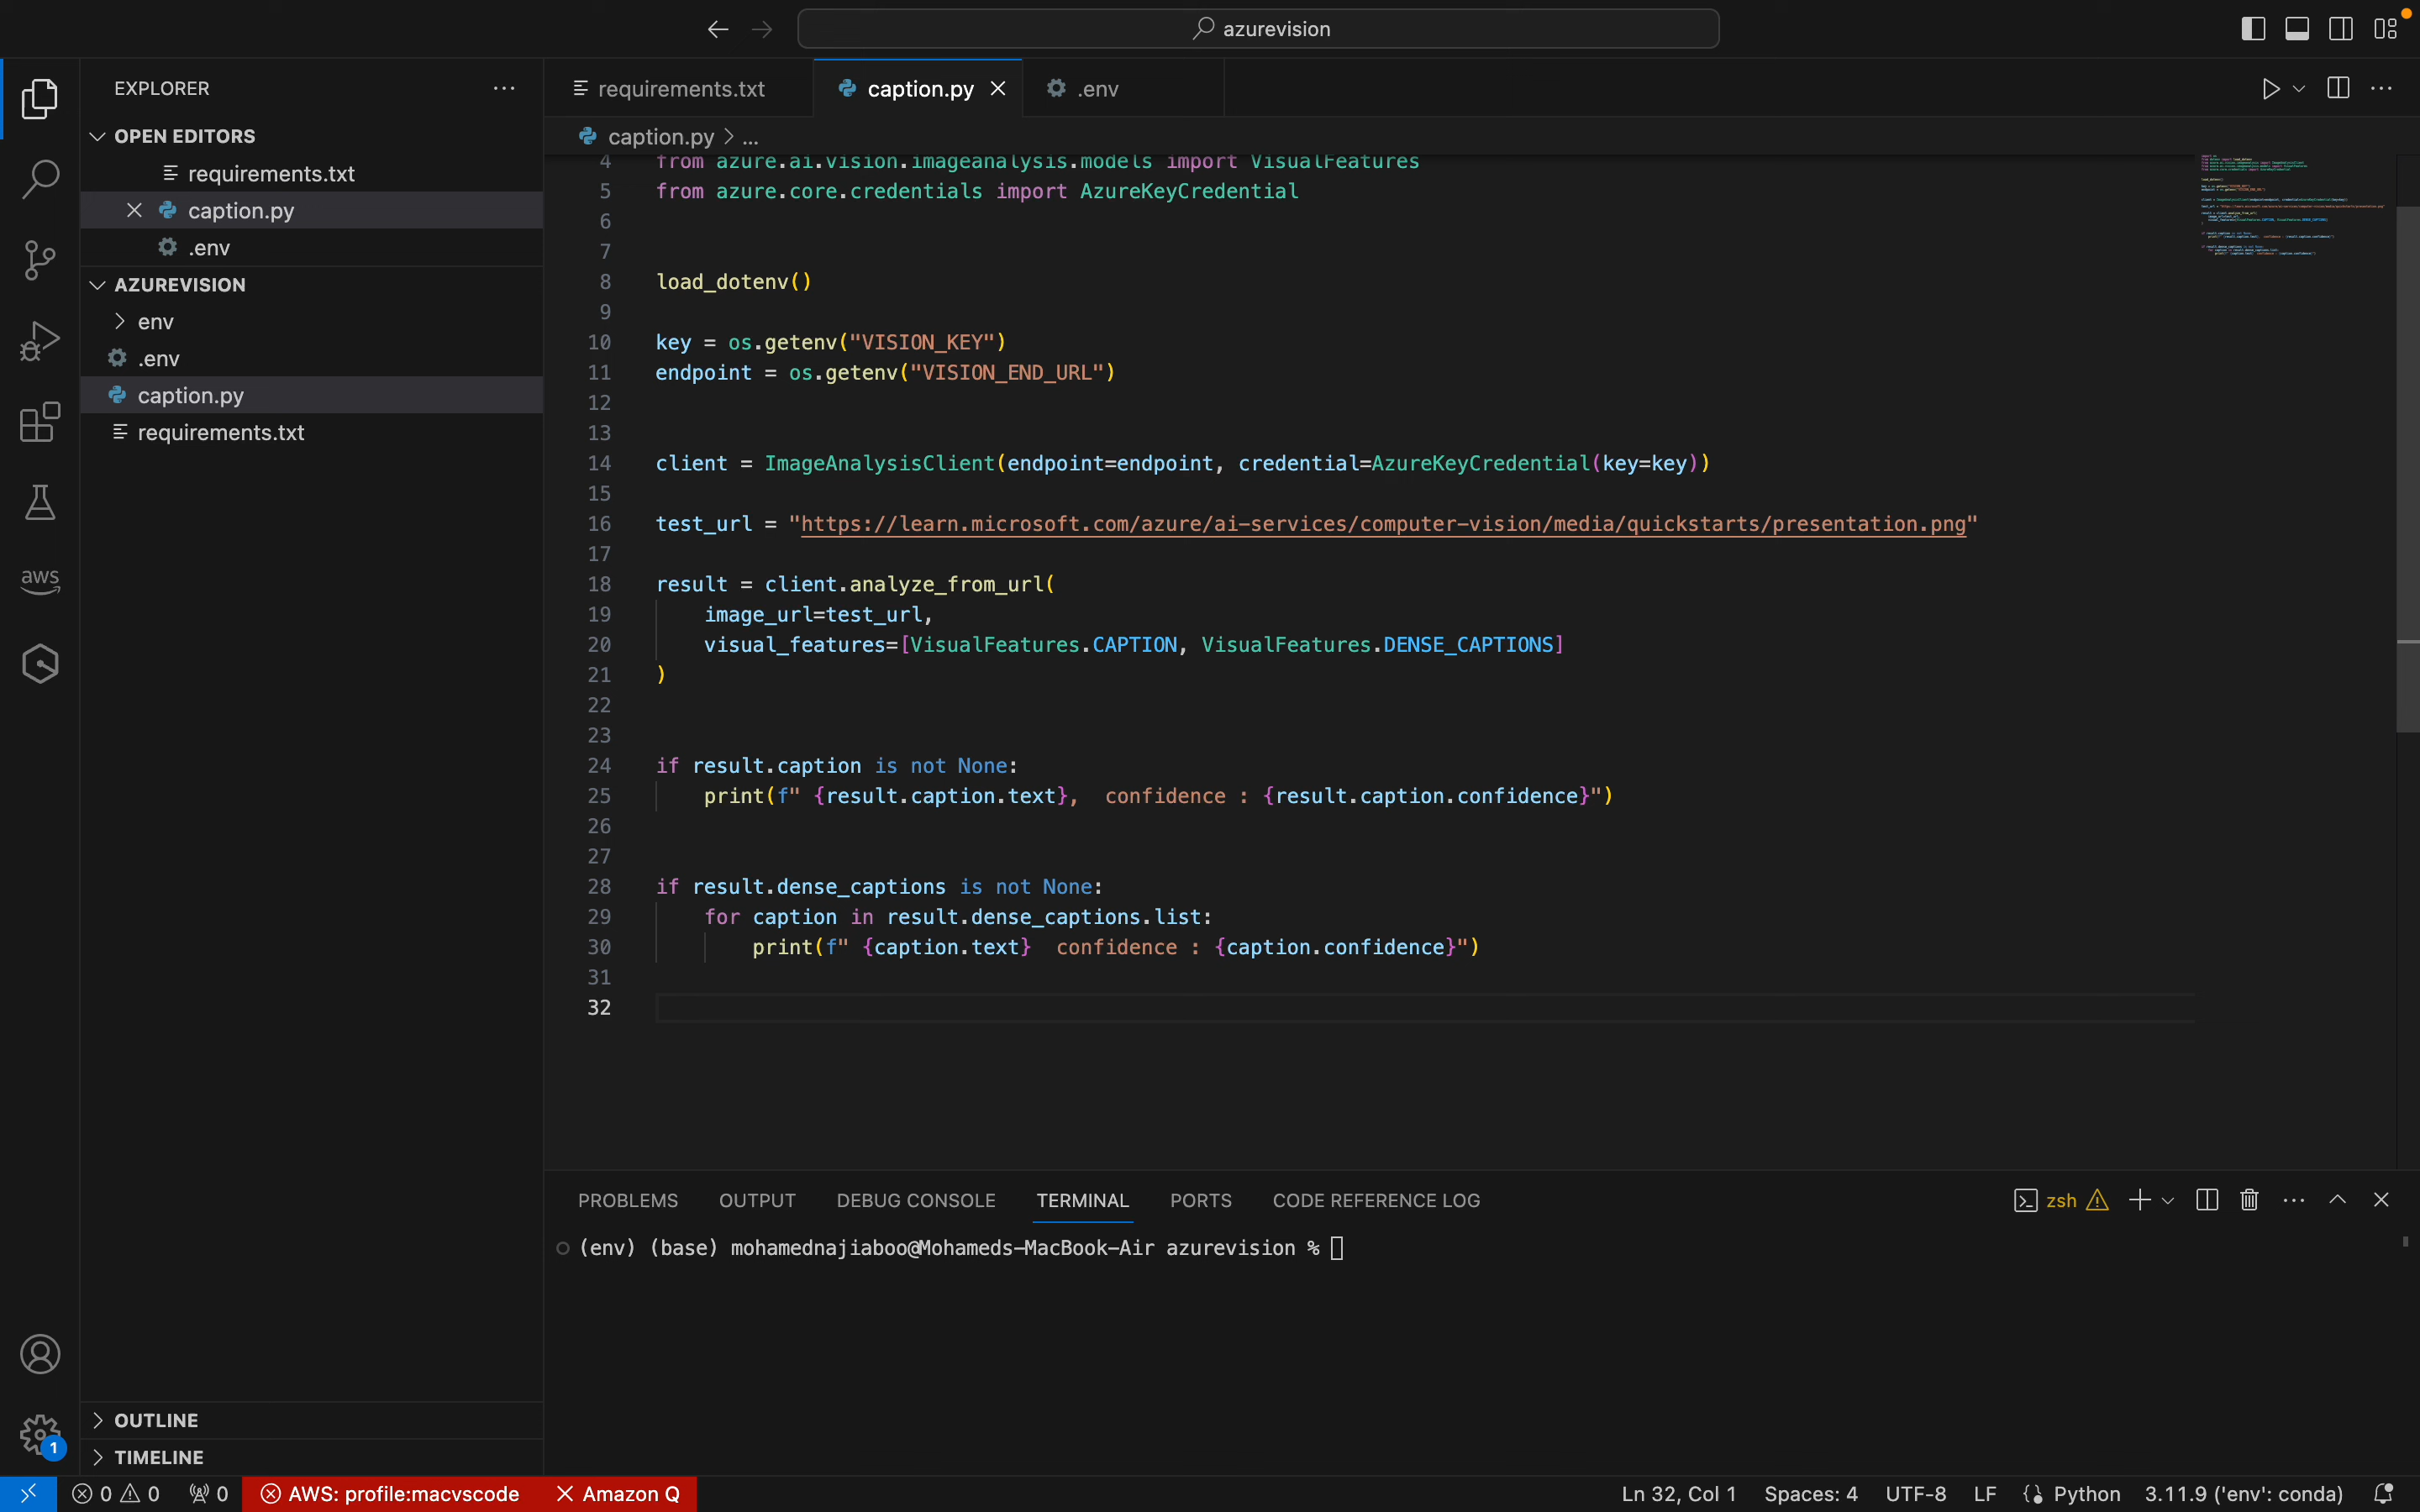 azurevision
EXPLORER
OPEN EDITORS
requirements.txt
caption.py
.env
AZUREVISION
env
.env
caption.py
requirements.txt
aws
OUTLINE
TIMELINE
1
requirements.txt
caption.py
.env
caption.py > ...
4 from azure.ai.vision.imageanalysis.models import VisualFeatures
5 from azure.core.credentials import AzureKeyCredential
6
7
8 load_dotenv()
9
10 key = os.getenv("VISION_KEY")
11 endpoint = os.getenv("VISION_END_URL")
12
13
14 client = ImageAnalysisClient(endpoint=endpoint, credential=AzureKeyCredential(key=key))
15
16 test_url = "https://learn.microsoft.com/azure/ai-services/computer-vision/media/quickstarts/presentation.png"
17
18 result = client.analyze_from_url(
19 image_url=test_url,
20 visual_features=[VisualFeatures.CAPTION, VisualFeatures.DENSE_CAPTIONS]
21 )
22
23
24 if result.caption is not None:
25 print(f" {result.caption.text},  confidence : {result.caption.confidence}")
26
27
28 if result.dense_captions is not None:
29 for caption in result.dense_captions.list:
30 print(f" {caption.text}  confidence : {caption.confidence}")
31
32
PROBLEMS OUTPUT DEBUG CONSOLE TERMINAL PORTS CODE REFERENCE LOG
zsh
(env) (base) mohamednajiaboo@Mohameds-MacBook-Air azurevision %
0 0 0 AWS: profile:macvscode Amazon Q
Ln 32, Col 1 Spaces: 4 UTF-8 LF Python 3.11.9 ('env': conda)